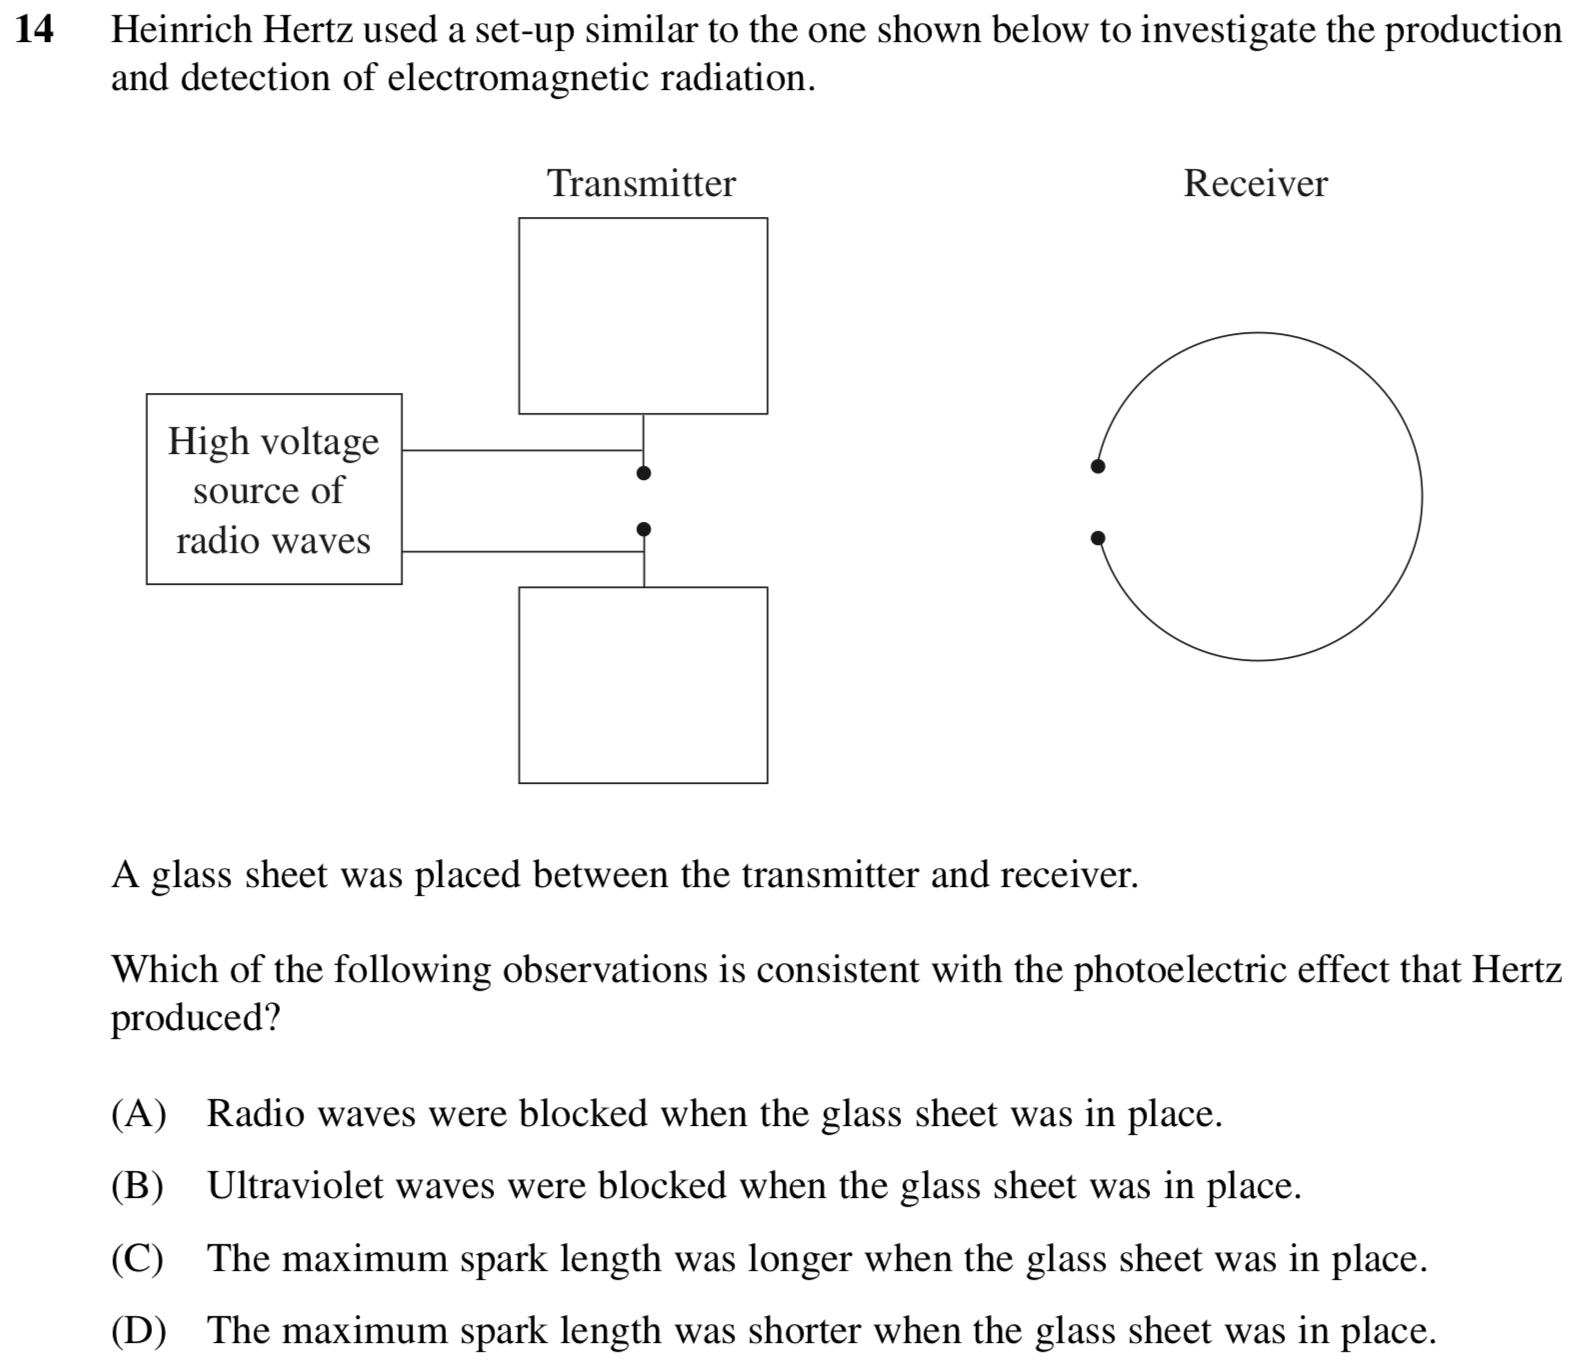 14 Heinrich Hertz used a set-up similar to the one shown below to investigate the production
and detection of electromagnetic radiation.
Transmitter
Receiver
High voltage
source of
radio waves
A glass sheet was placed between the transmitter and receiver.
Which of the following observations is consistent with the photoelectric effect that Hertz
produced?
(A) Radio waves were blocked when the glass sheet was in place.
(B) Ultraviolet waves were blocked when the glass sheet was in place.
(C) The maximum spark length was longer when the glass sheet was in place.
(D) The maximum spark length was shorter when the glass sheet was in place.